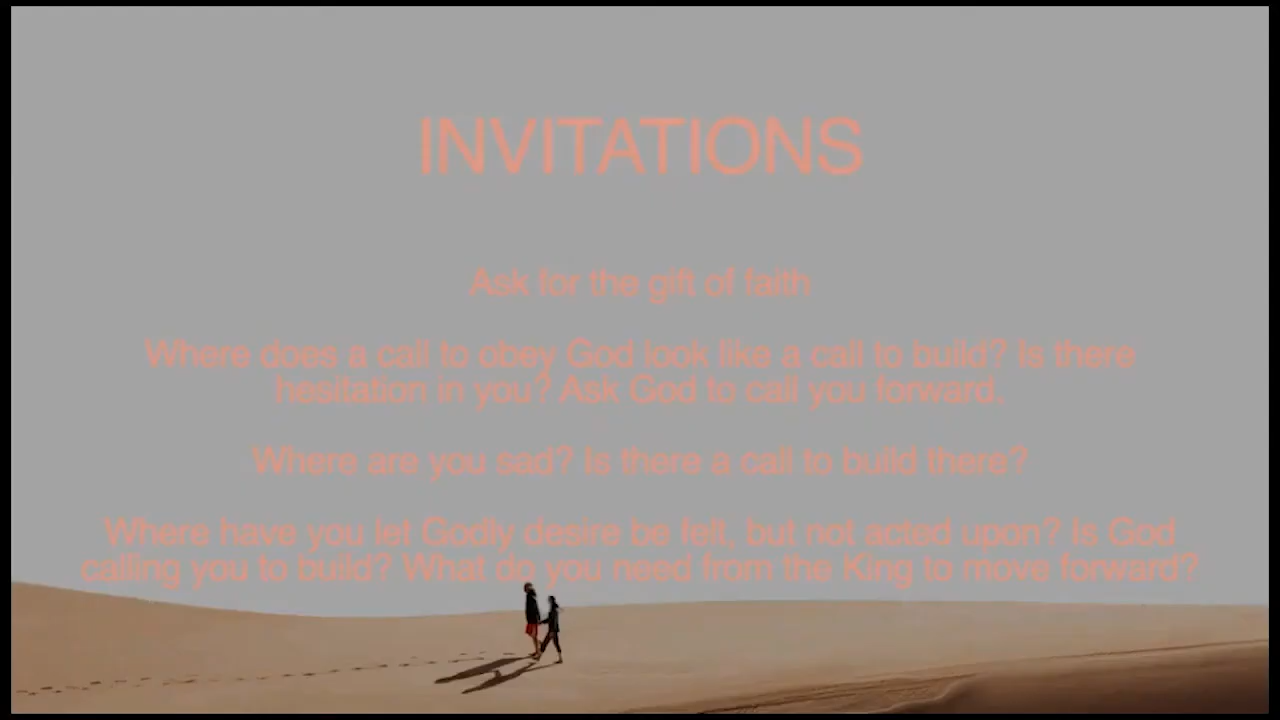 INVITATIONS
Ask for the gift of faith
Where does a call to obey God look like a call to build? Is there
hesitation in you? Ask God to call you forward.
Where are you sad? Is there a call to build there?
Where have you let Godly desire be felt, but not acted upon? Is God
calling you to build? What do you need from the King to move forward?